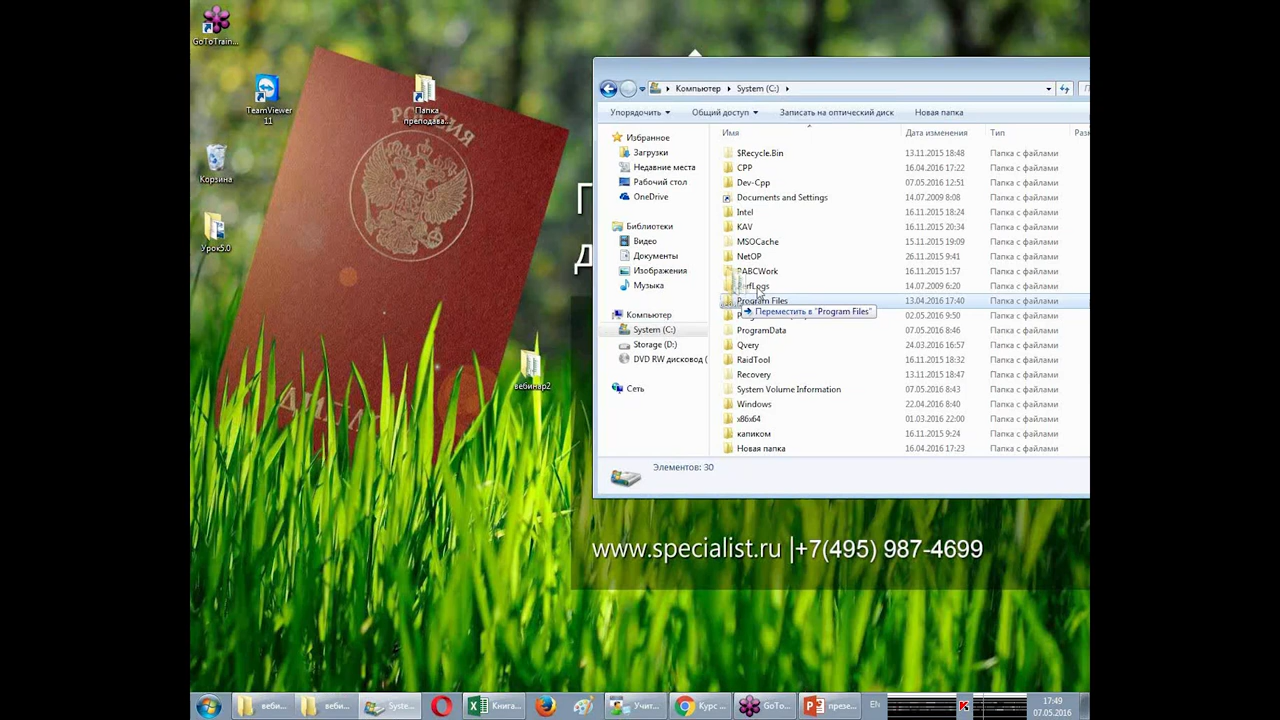 GoToTrain...
TeamViewer
11
Папка
преподава...
Корзина
Урок5.0
вебинар2
РОССИЯ
Компьютер
System (C:)
Упорядочить
Общий доступ
Записать на оптический диск
Новая папка
Имя
Дата изменения
Тип
Раз
Избранное
Загрузки
Недавние места
Рабочий стол
OneDrive
Библиотеки
Видео
Документы
Изображения
Музыка
Компьютер
System (C:)
Storage (D:)
DVD RW дисковод (
Сеть
$Recycle.Bin 13.11.2015 18:48 Папка с файлами
CPP 16.04.2016 17:22 Папка с файлами
Dev-Cpp 07.05.2016 12:51 Папка с файлами
Documents and Settings 14.07.2009 8:08 Папка с файлами
Intel 16.11.2015 18:24 Папка с файлами
KAV 16.11.2015 20:34 Папка с файлами
MSOCache 15.11.2015 19:09 Папка с файлами
NetOP 26.11.2015 9:41 Папка с файлами
PABCWork 16.11.2015 1:57 Папка с файлами
PerfLogs 14.07.2009 6:20 Папка с файлами
Program Files 13.04.2016 17:40 Папка с файлами
Переместить в "Program Files"
02.05.2016 9:50 Папка с файлами
ProgramData 07.05.2016 8:46 Папка с файлами
Qvery 24.03.2016 16:57 Папка с файлами
RaidTool 16.11.2015 18:32 Папка с файлами
Recovery 13.11.2015 18:47 Папка с файлами
System Volume Information 07.05.2016 8:43 Папка с файлами
Windows 22.04.2016 8:40 Папка с файлами
x86x64 01.03.2016 22:00 Папка с файлами
капиком 16.11.2015 9:24 Папка с файлами
Новая папка 16.04.2016 17:23 Папка с файлами
Элементов: 30
www.specialist.ru |+7(495) 987-4699
веби...
веби...
Syste...
Книга...
Учит...
Курс ...
GoTo...
презе...
EN
17:49
07.05.2016